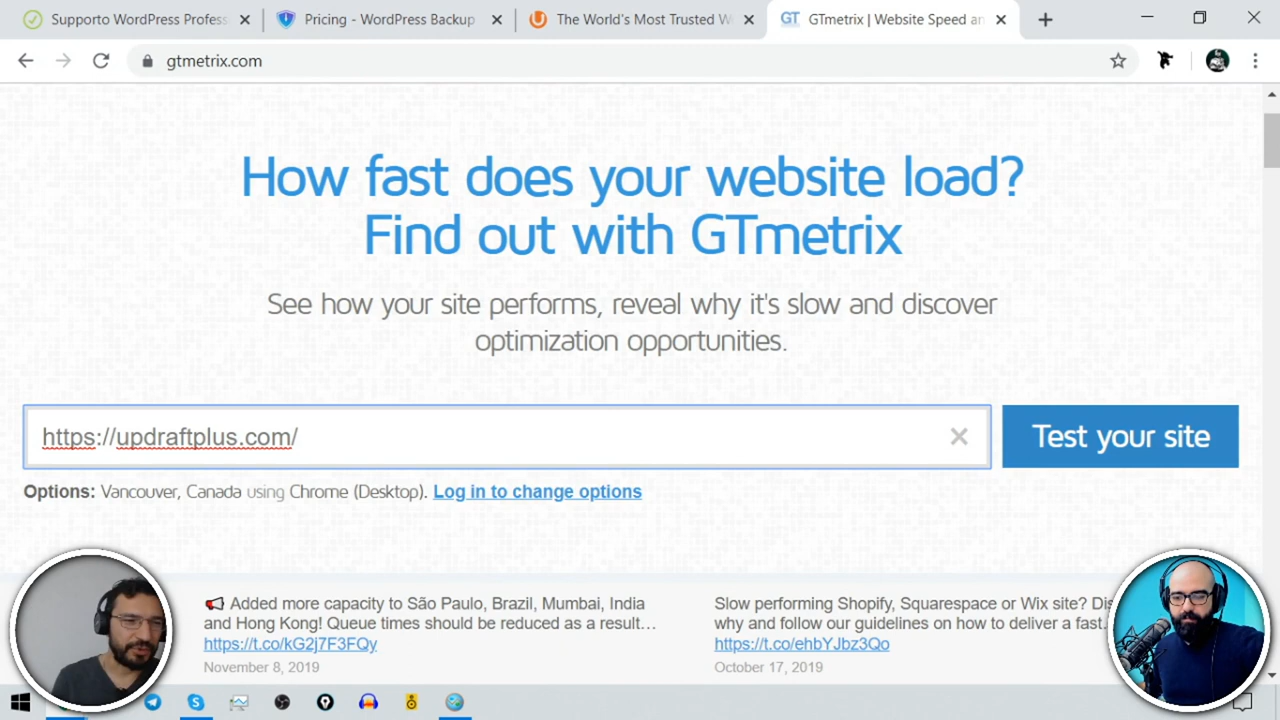 Supporto WordPress Profess
Pricing - WordPress Backup
The World's Most Trusted W
GT
GTmetrix | Website Speed an
gtmetrix.com
How fast does your website load?
Find out with GTmetrix
See how your site performs, reveal why it's slow and discover
optimization opportunities.
https://updraftplus.com/
Test your site
Options: Vancouver, Canada using Chrome (Desktop). Log in to change options
Added more capacity to São Paulo, Brazil, Mumbai, India
and Hong Kong! Queue times should be reduced as a result…
https://t.co/kG2j7F3FQy
November 8, 2019
Slow performing Shopify, Squarespace or Wix site? Dis
why and follow our guidelines on how to deliver a fast
https://t.co/ehbYJbz3Qo
October 17, 2019